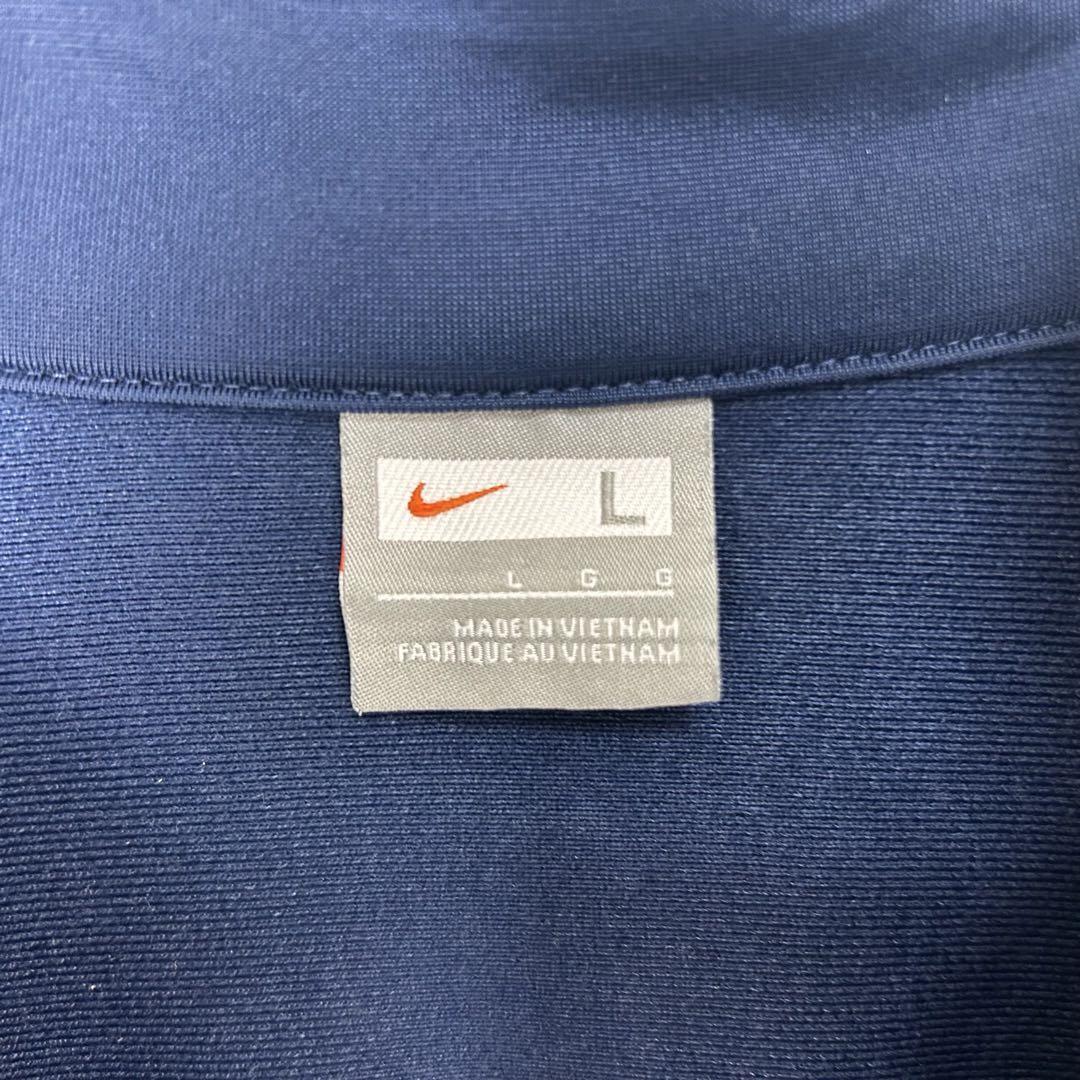 L
L G G
MADE IN VIETNAM
FABRIQUE AU VIETNAM